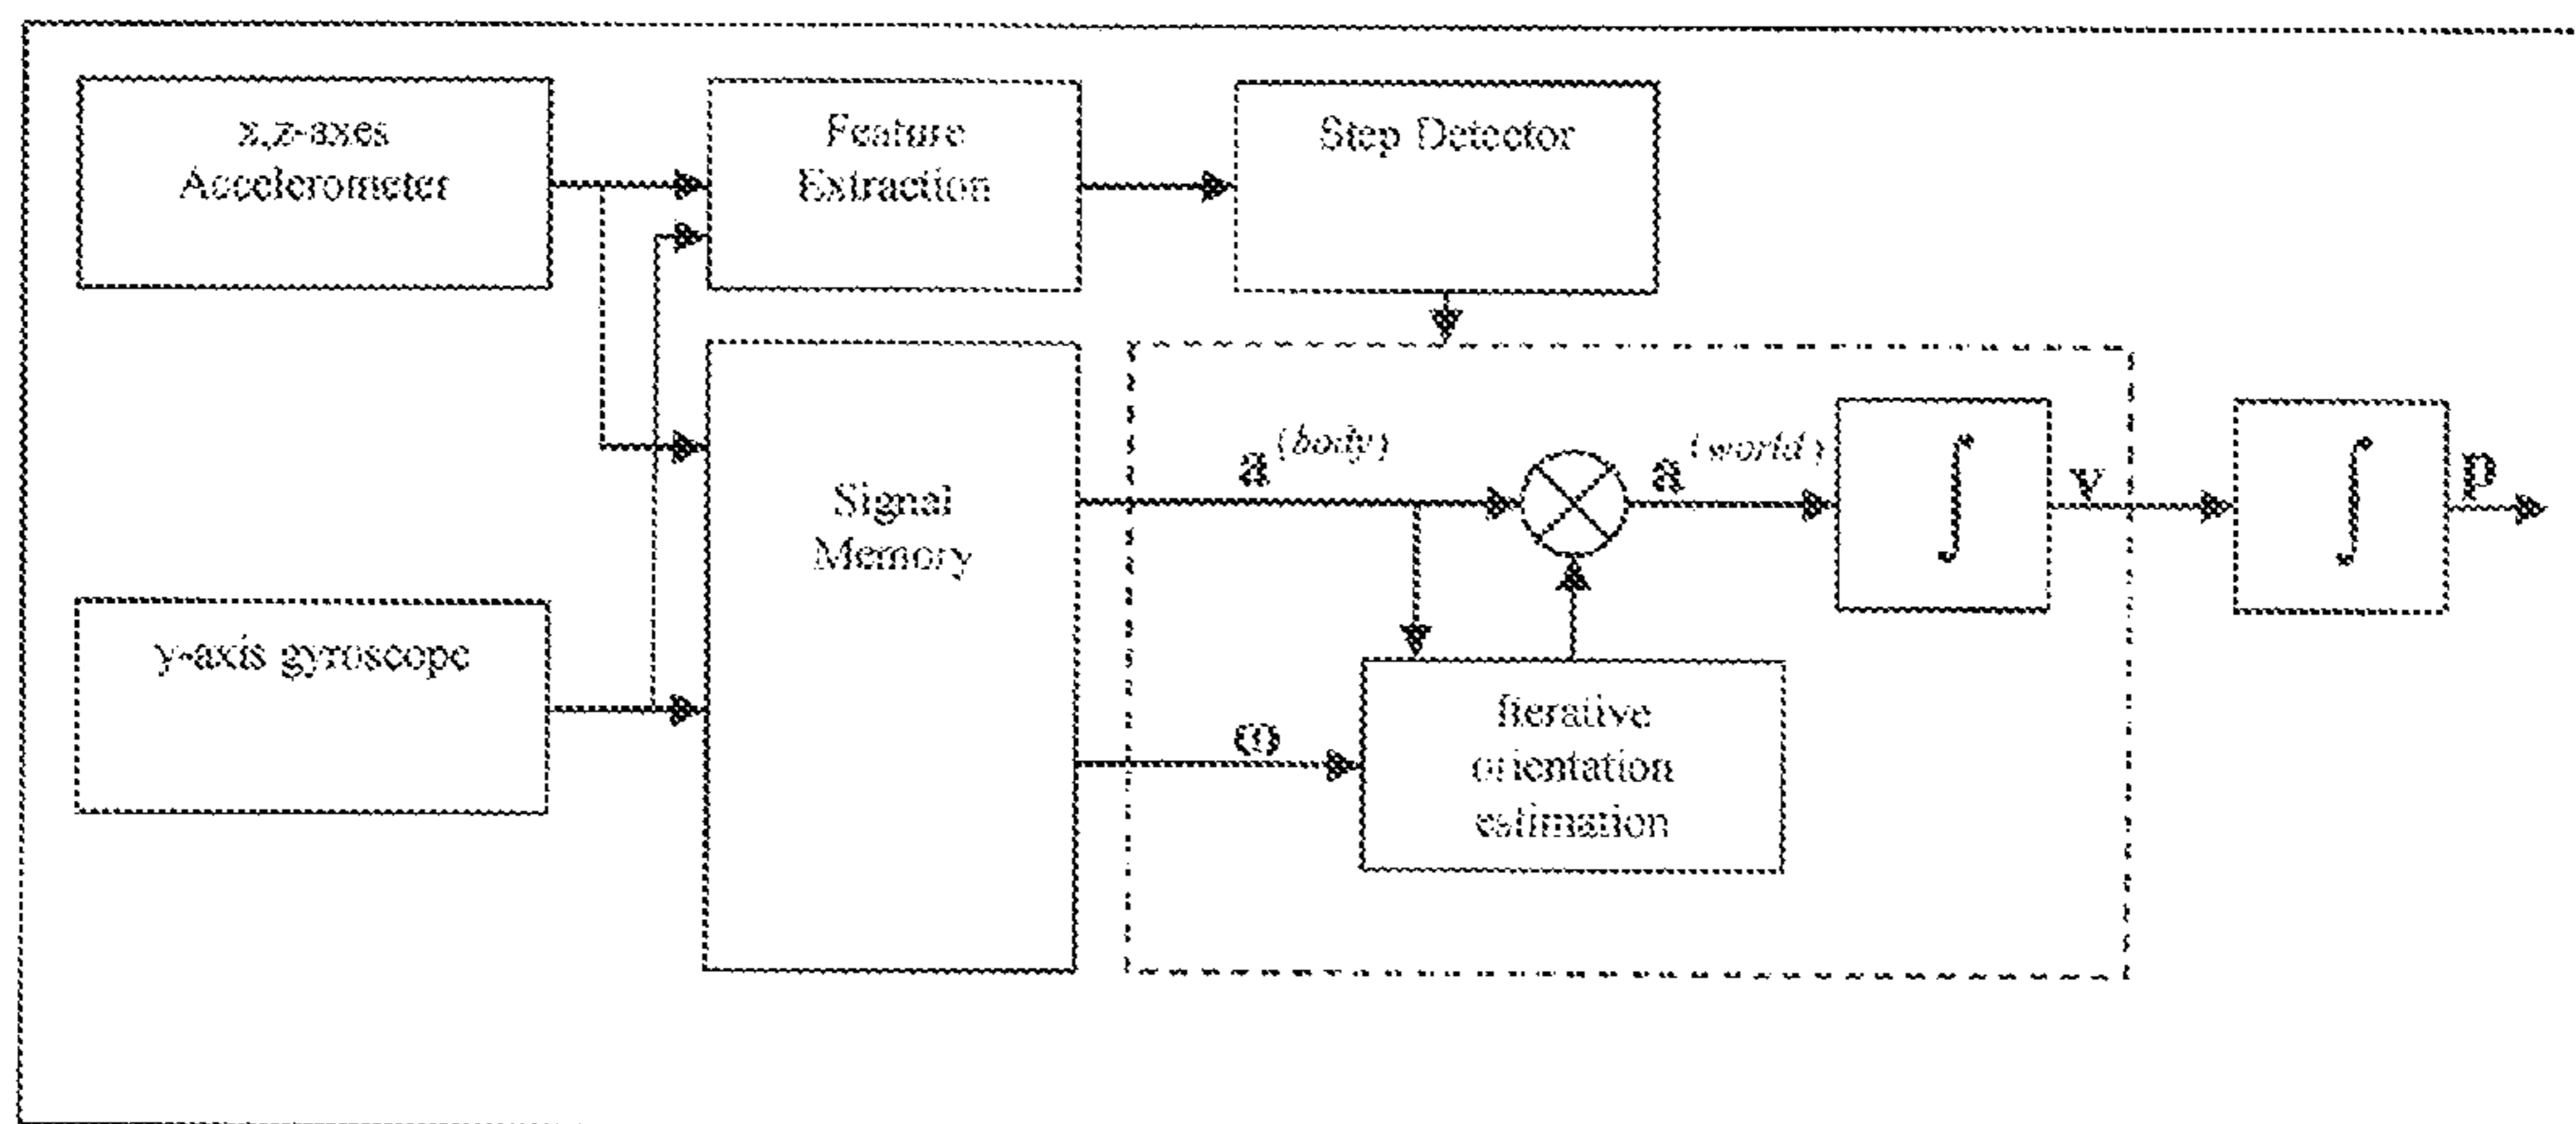 x,z-axes
Accelerometer
Feature
Extraction
Step Detector
Signal
Memory
y-axis gyroscope
a (body)
a (world)
∫
v
∫
p
ω
Iterative
orientation
estimation